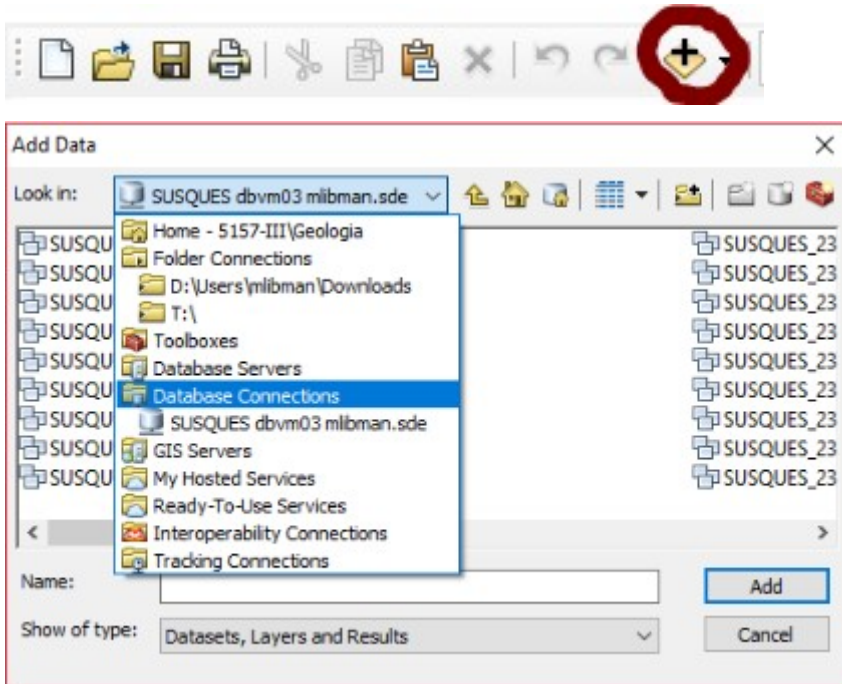 Add Data
Look in:
SUSQUES dbvm03 mlibman.sde
Home - 5157-III\Geologia
Folder Connections
D:\Users\mlibman\Downloads
T:\
Toolboxes
Database Servers
Database Connections
SUSQUES dbvm03 mlibman.sde
GIS Servers
My Hosted Services
Ready-To-Use Services
Interoperability Connections
Tracking Connections
SUSQU
SUSQU
SUSQU
SUSQU
SUSQU
SUSQU
SUSQU
SUSQU
SUSQU
SUSQUES_23
SUSQUES_23
SUSQUES_23
SUSQUES_23
SUSQUES_23
SUSQUES_23
SUSQUES_23
SUSQUES_23
SUSQUES_23
Name:
Add
Show of type:
Datasets, Layers and Results
Cancel